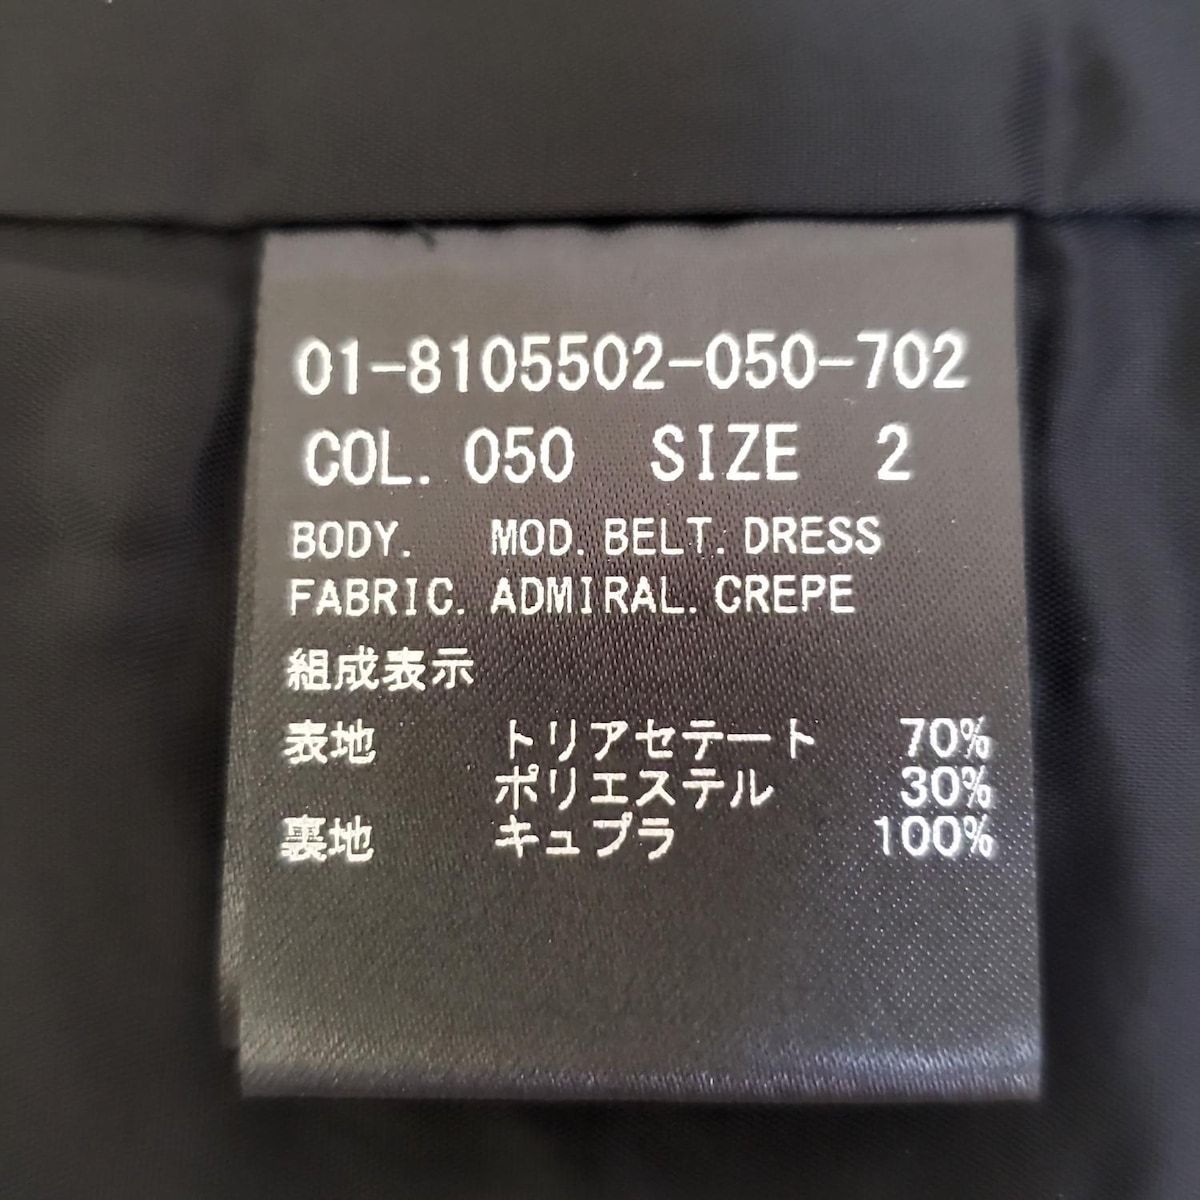 01-8105502-050-702
COL. 050 SIZE 2
BODY. MOD. BELT. DRESS
FABRIC. ADMIRAL. CREPE
組成表示
表地 トリアセテート 70%
ポリエステル 30%
裏地 キュプラ 100%